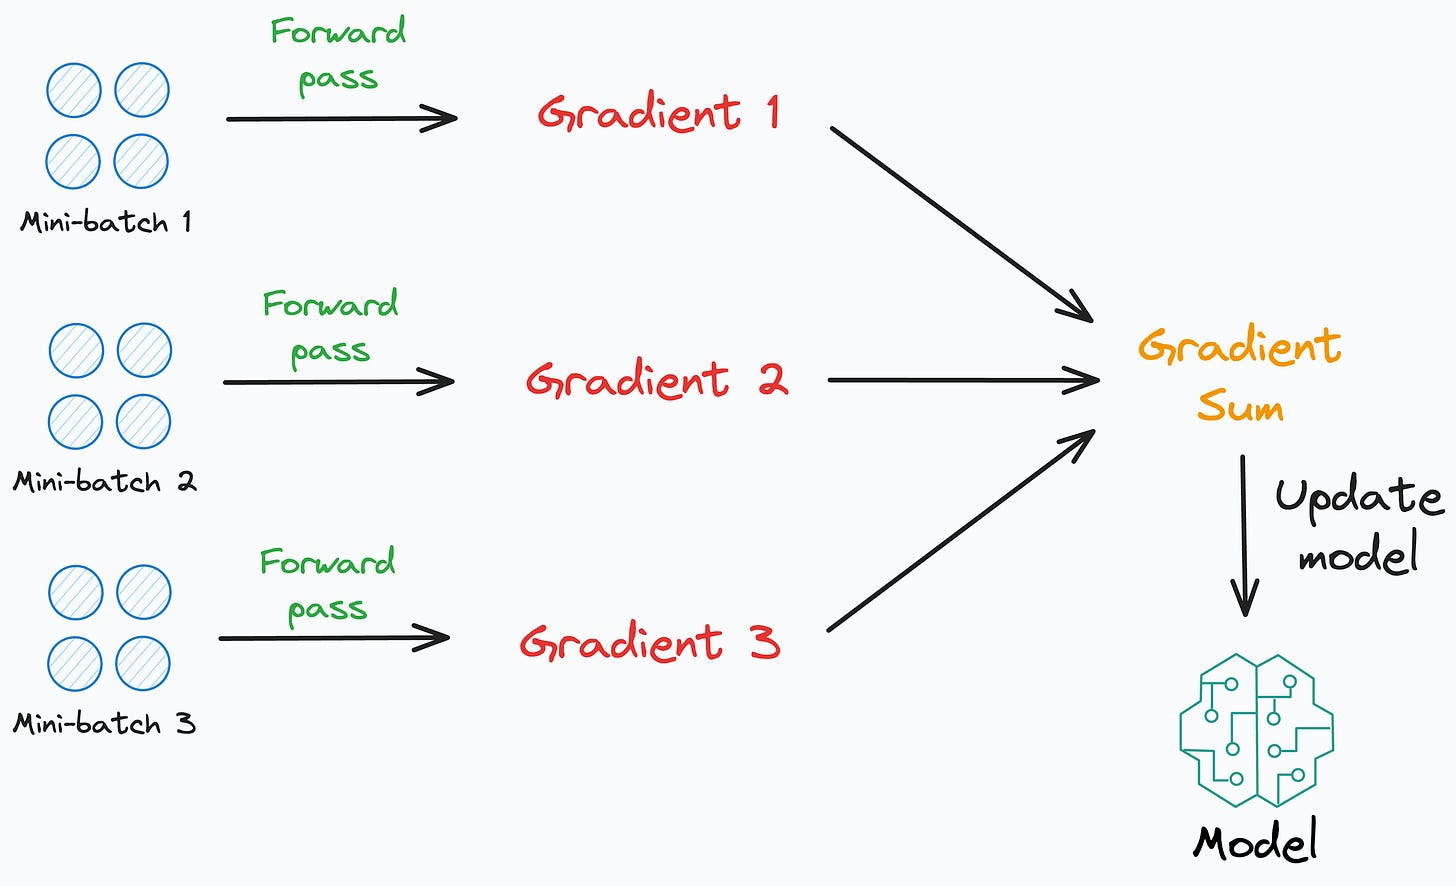 Forward
pass
Gradient 1
Mini-batch 1
Forward
pass
Gradient 2
Mini-batch 2
Forward
pass
Gradient 3
Mini-batch 3
Gradient
Sum
Update
model
Model